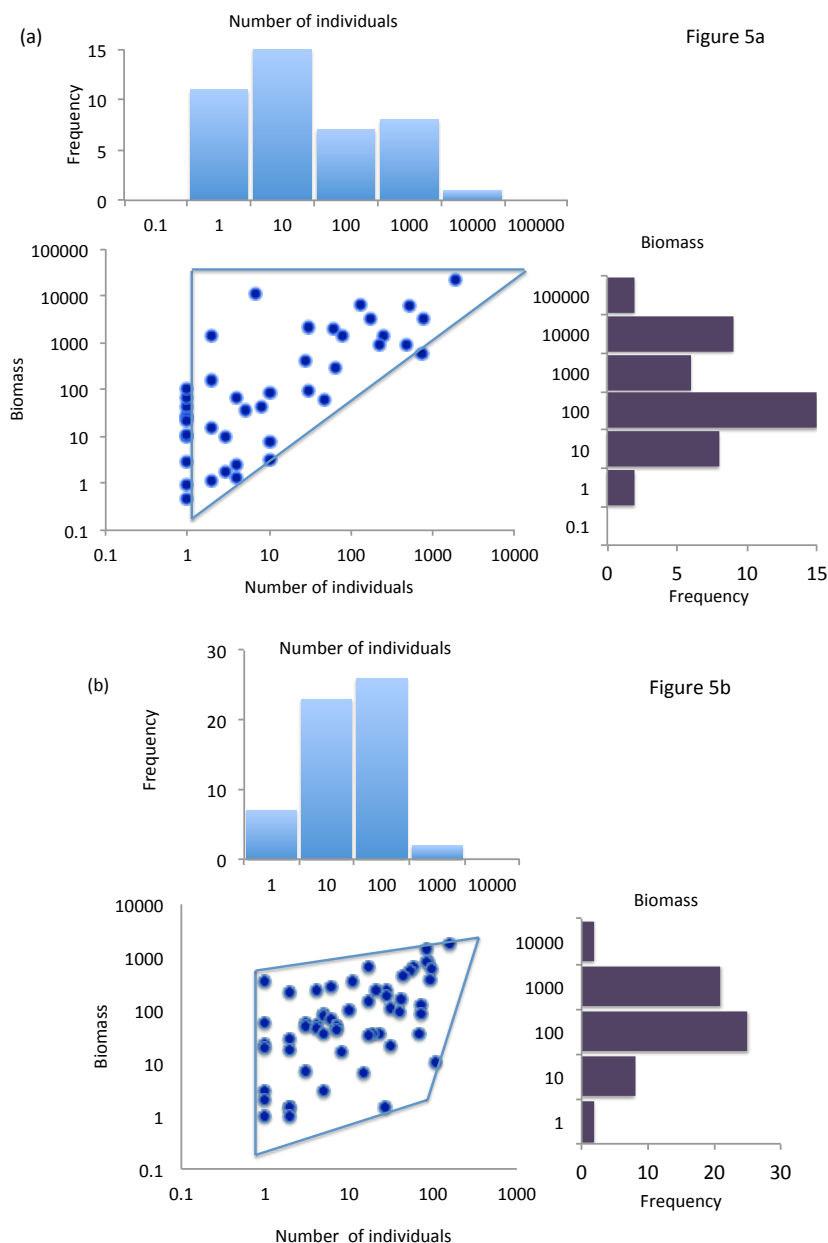 Number of individuals
(a)
Figure 5a
15
10
5
0
Frequency
0.1 1 10 100 1000 10000 100000
100000
10000
1000
100
10
1
0.1
Biomass
0.1 1 10 100 1000 10000
Number of individuals
Biomass
100000
10000
1000
100
10
1
0.1
0 5 10 15
Frequency
Number of individuals
(b)
Figure 5b
30
20
10
0
Frequency
1 10 100 1000 10000
10000
1000
100
10
1
0.1
Biomass
0.1 1 10 100 1000
Number of individuals
Biomass
10000
1000
100
10
1
0 10 20 30
Frequency